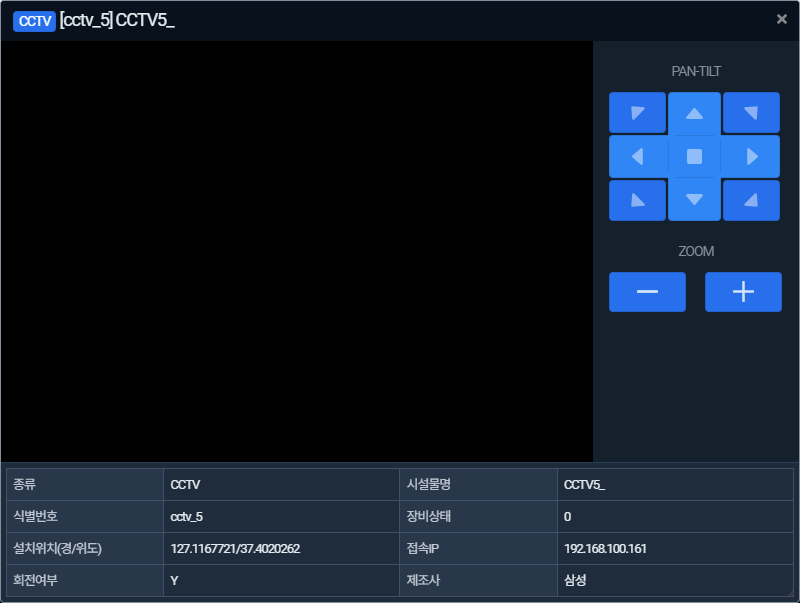 CCTV [cctv_5] CCTV5_
PAN-TILT
ZOOM
종류 CCTV 시설물명 CCTV5_
식별번호 cctv_5 장비상태 0
설치위치(경/위도) 127.1167721/37.4020262 접속IP 192.168.100.161
회전여부 Y 제조사 삼성